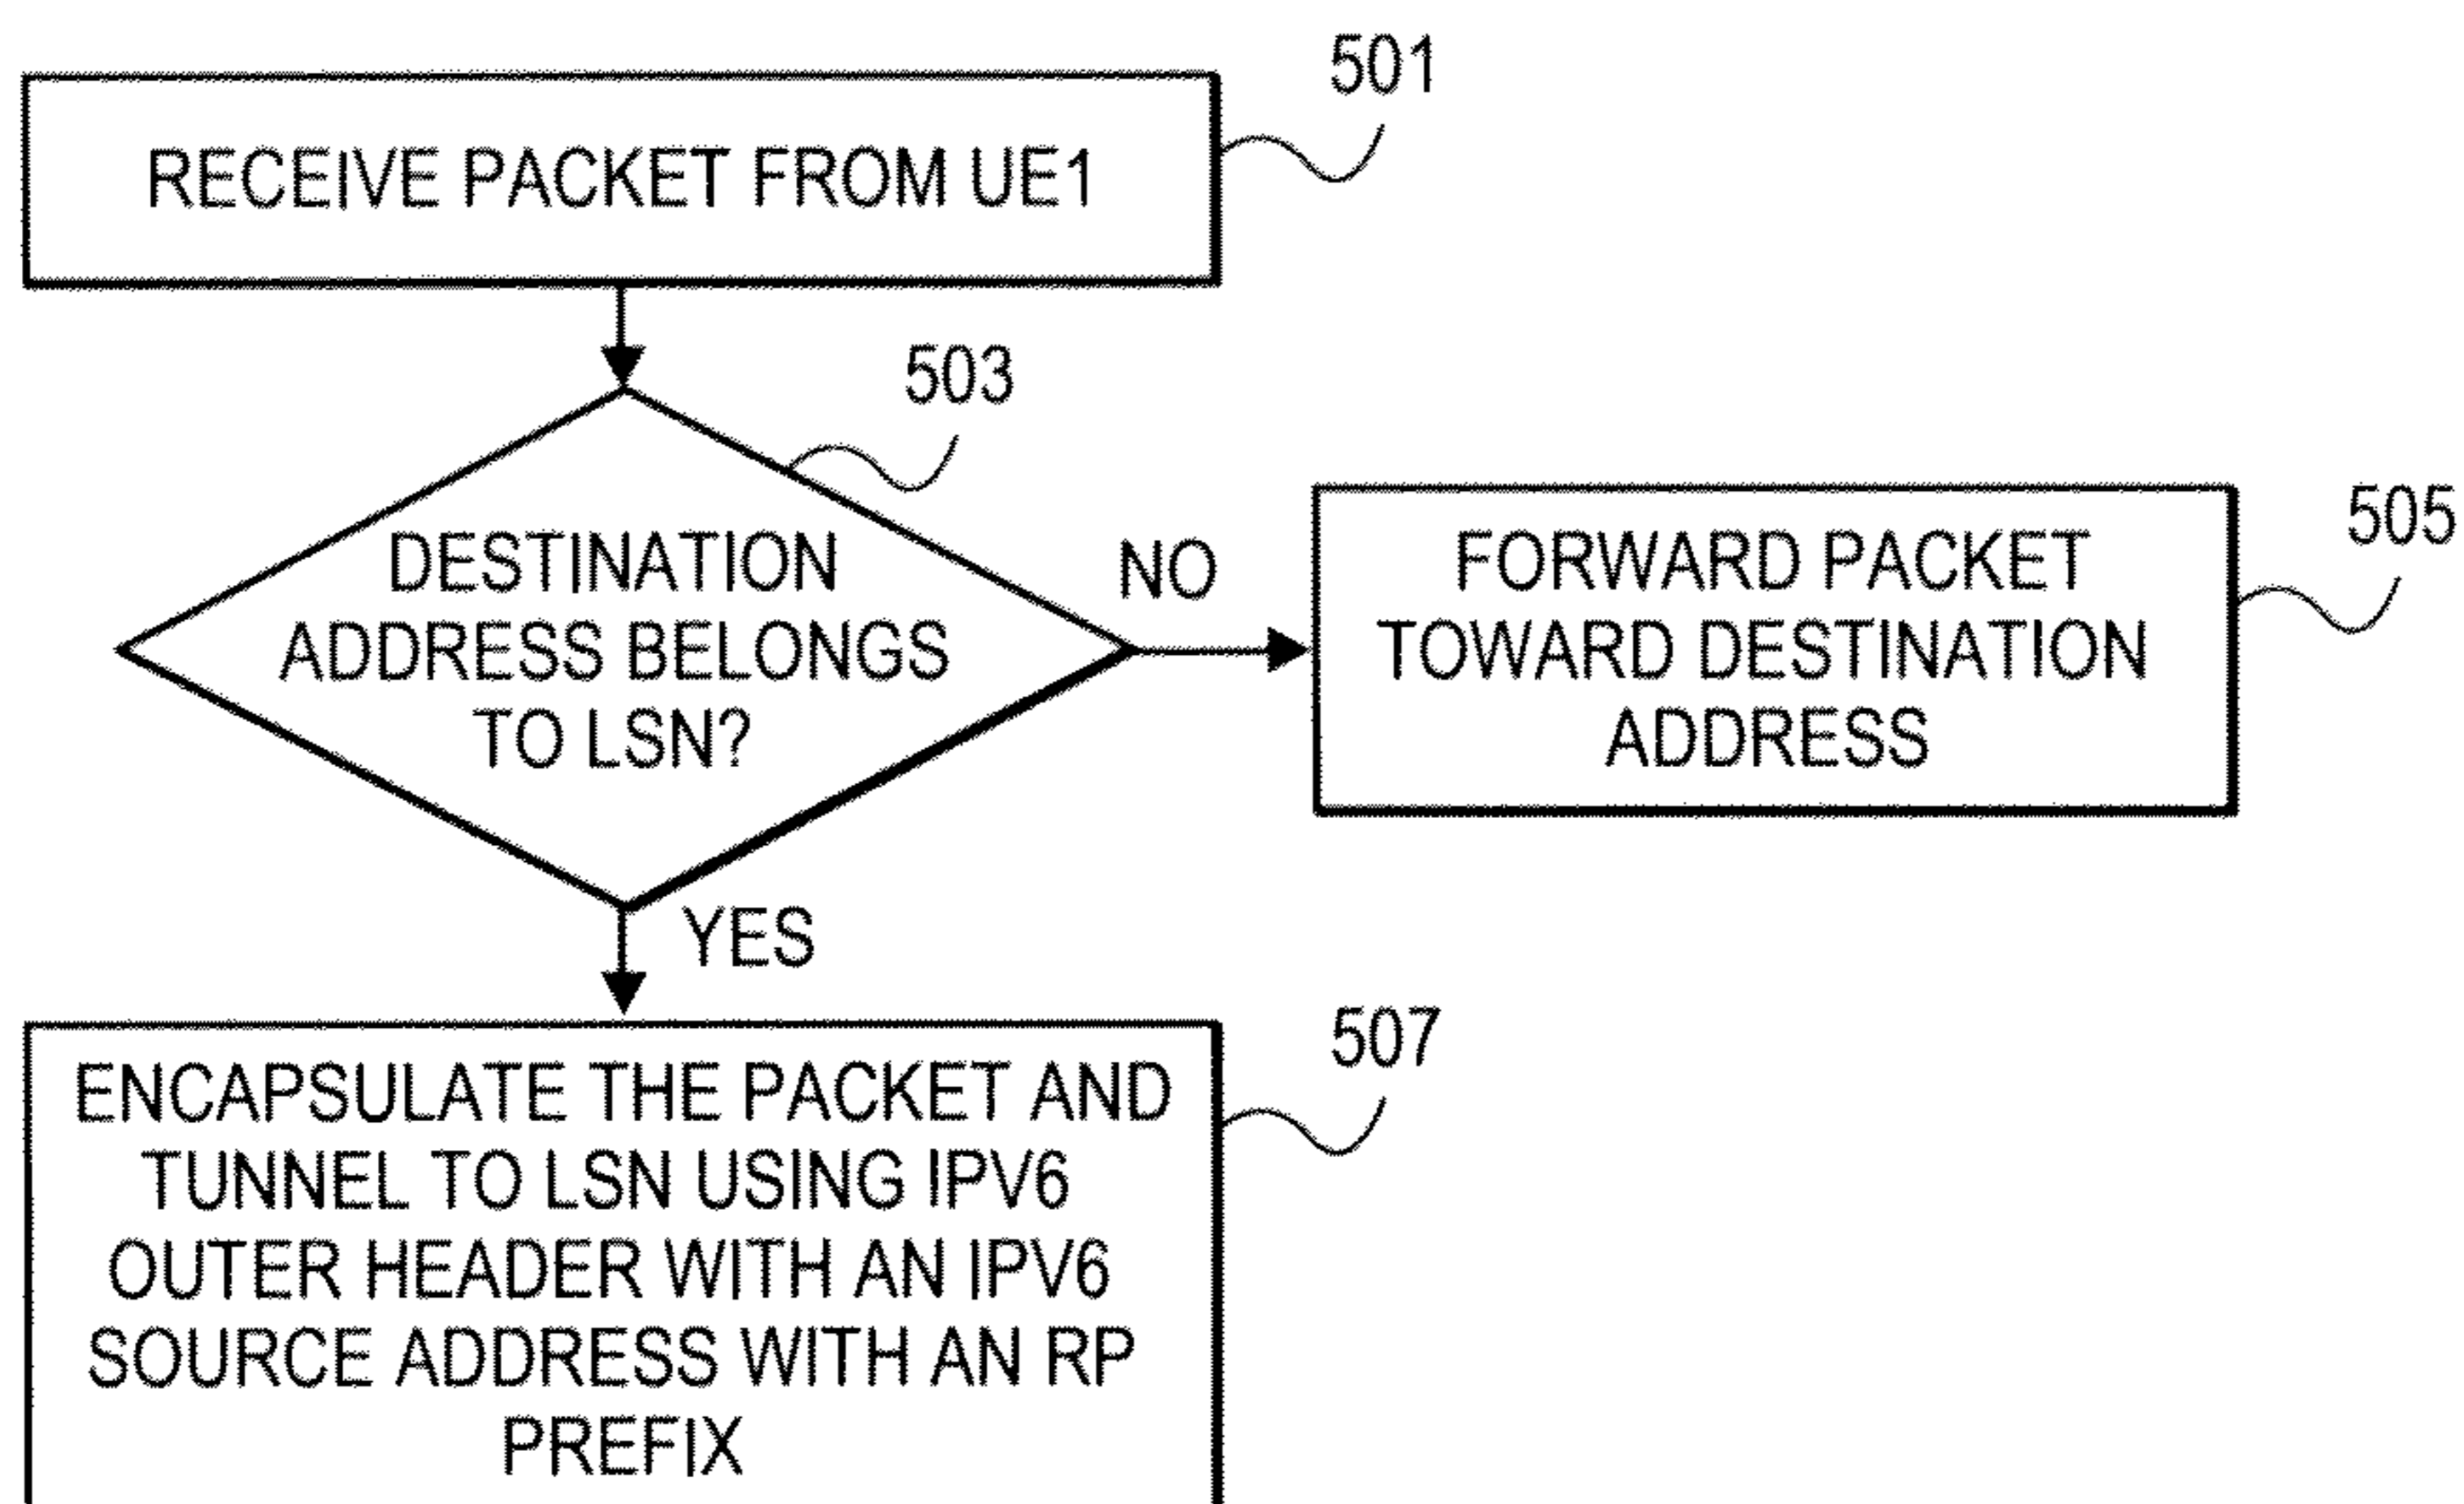 501
RECEIVE PACKET FROM UE1
503
DESTINATION
ADDRESS BELONGS
TO LSN?
NO
505
FORWARD PACKET
TOWARD DESTINATION
ADDRESS
YES
507
ENCAPSULATE THE PACKET AND
TUNNEL TO LSN USING IPV6
OUTER HEADER WITH AN IPV6
SOURCE ADDRESS WITH AN RP
PREFIX